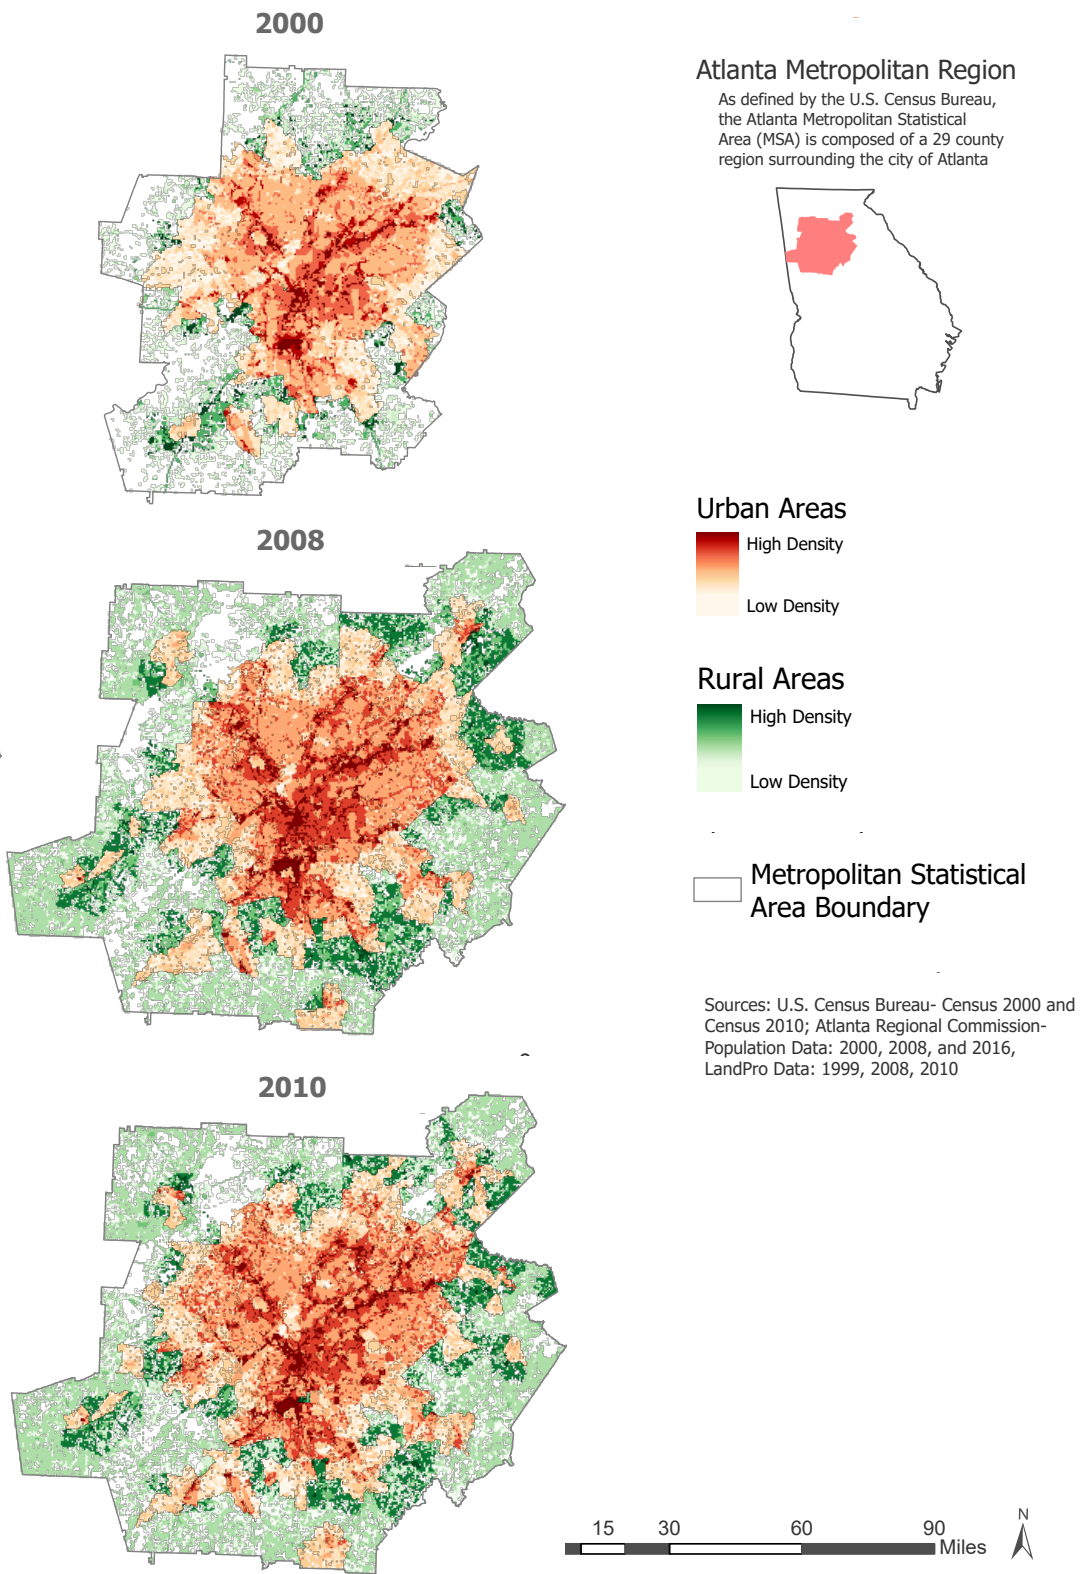 2000
Atlanta Metropolitan Region
As defined by the U.S. Census Bureau,
the Atlanta Metropolitan Statistical
Area (MSA) is composed of a 29 county
region surrounding the city of Atlanta
Urban Areas
High Density
Low Density
2008
Rural Areas
High Density
Low Density
Metropolitan Statistical
Area Boundary
Sources: U.S. Census Bureau- Census 2000 and
Census 2010; Atlanta Regional Commission-
Population Data: 2000, 2008, and 2016,
LandPro Data: 1999, 2008, 2010
2010
15 30 60 90
Miles
N